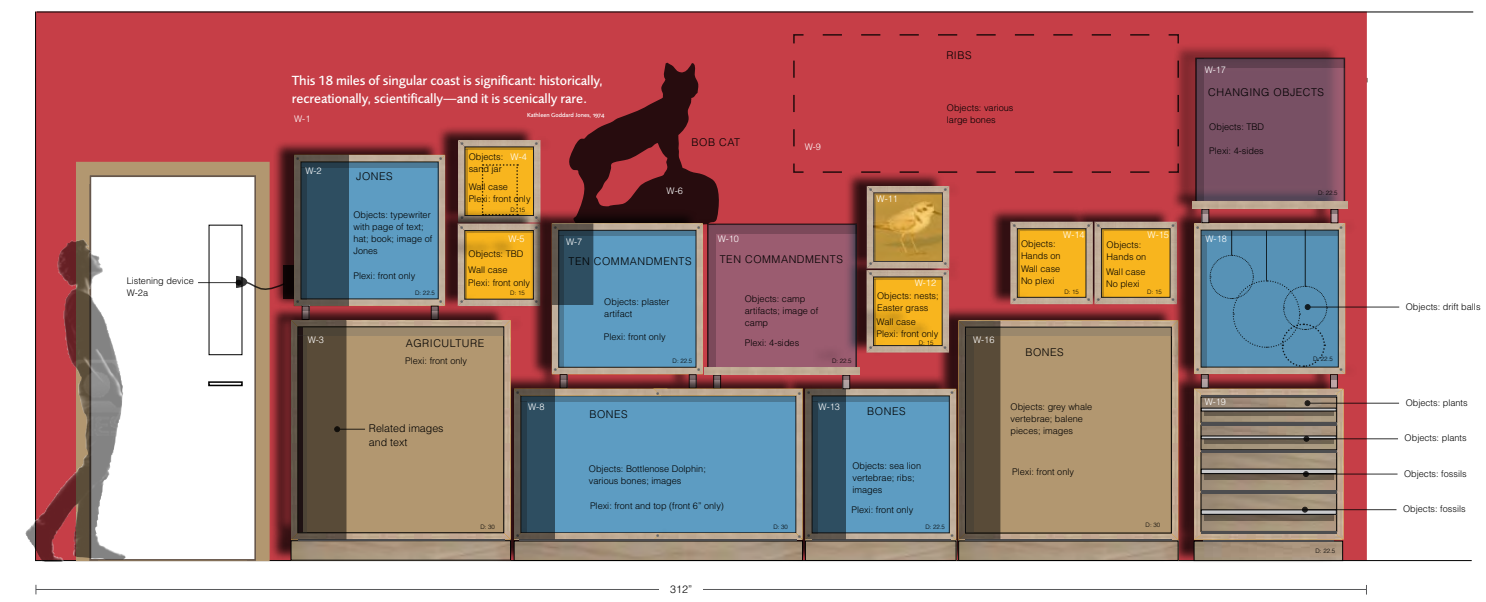 This 18 miles of singular coast is significant: historically,
recreationally, scientifically—and it is scenically rare.
Kathleen Goddard Jones, 1974
W-1
Listening device
W-2a
W-2
JONES
Objects: typewriter
with page of text;
hat; book; image of
Jones
Plexi: front only
D: 22.5
W-3
AGRICULTURE
Plexi: front only
Related images
and text
D: 30
Objects: W-4
sand jar
Wall case
Plexi: front only
D: 15
W-5
Objects: TBD
Wall case
Plexi: front only
D: 15
BOB CAT
W-6
W-7
TEN COMMANDMENTS
Objects: plaster
artifact
Plexi: front only
D: 22.5
W-8
BONES
Objects: Bottlenose Dolphin;
various bones; images
Plexi: front and top (front 6” only)
D: 30
RIBS
Objects: various
large bones
W-9
W-10
TEN COMMANDMENTS
Objects: camp
artifacts; image of
camp
Plexi: 4-sides
D: 22.5
W-11
W-12
Objects: nests;
Easter grass
Wall case
Plexi: front only
D: 15
W-13
BONES
Objects: sea lion
vertebrae; ribs;
images
Plexi: front only
D: 22.5
W-14
Objects:
Hands on
Wall case
No plexi
D: 15
W-15
Objects:
Hands on
Wall case
No plexi
D: 15
W-16
BONES
Objects: grey whale
vertebrae; balene
pieces; images
Plexi: front only
D: 30
W-17
CHANGING OBJECTS
Objects: TBD
Plexi: 4-sides
D: 22.5
W-18
D: 22.5
Objects: drift balls
W-19
Objects: plants
Objects: plants
Objects: fossils
Objects: fossils
D: 22.5
312”